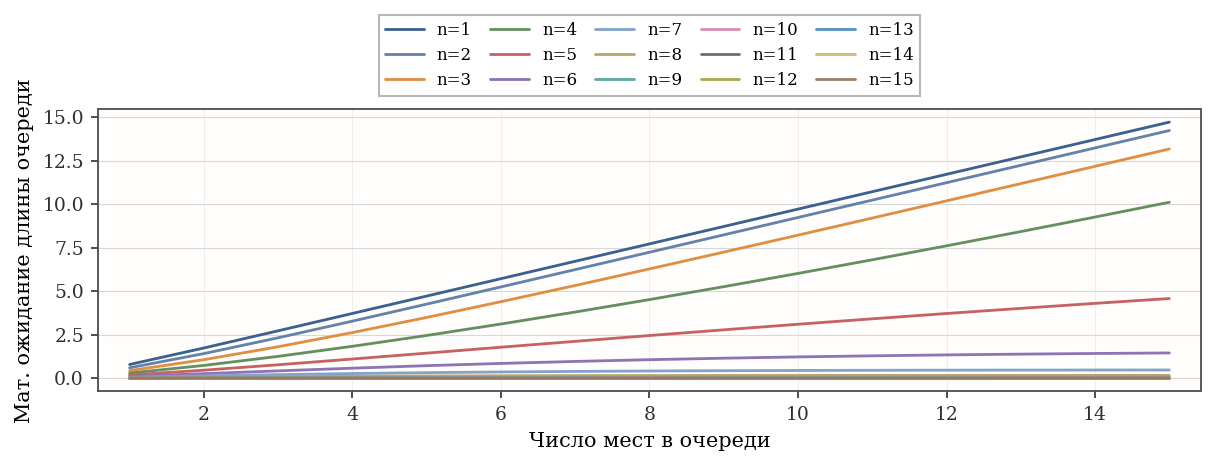 n=1 n=4 n=7 n=10 n=13
n=2 n=5 n=8 n=11 n=14
n=3 n=6 n=9 n=12 n=15
Мат. ожидание длины очереди
15.0
12.5
10.0
7.5
5.0
2.5
0.0
2 4 6 8 10 12 14
Число мест в очереди